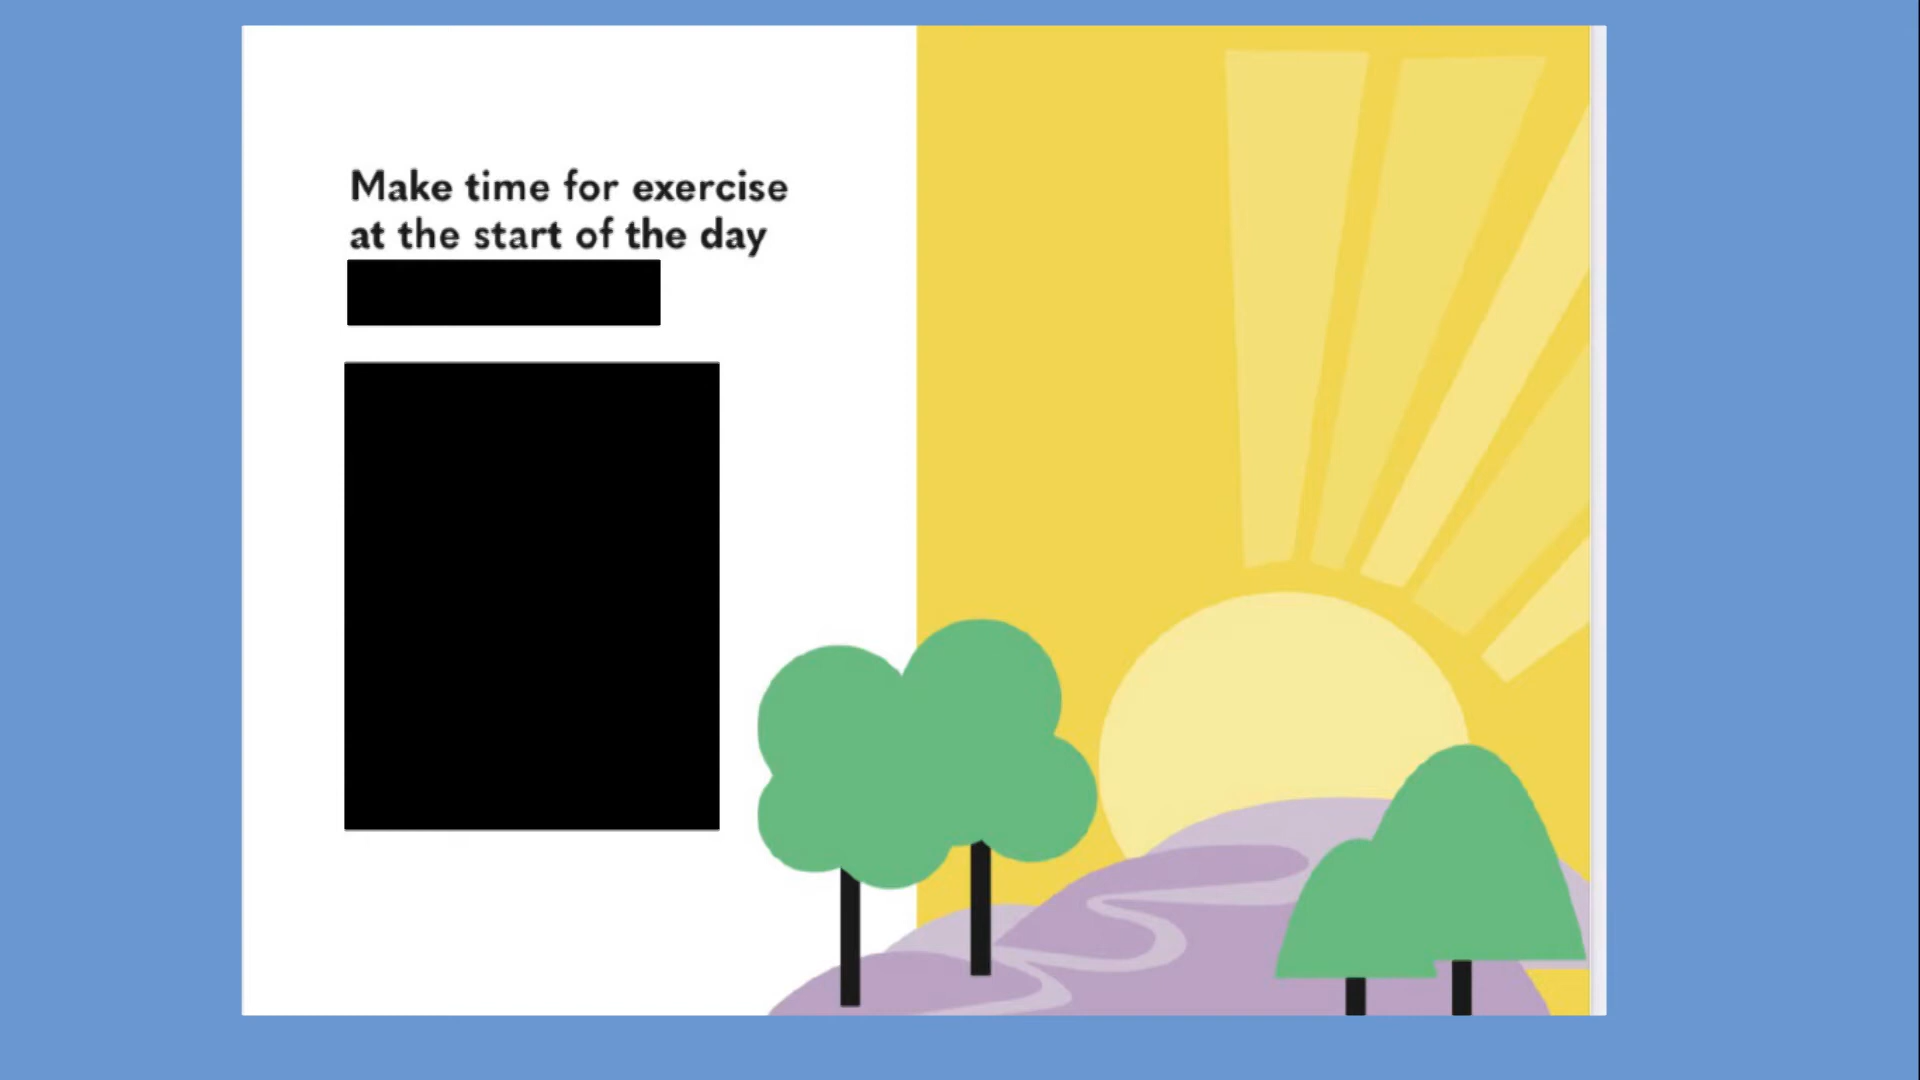 Make time for exercise
at the start of the day